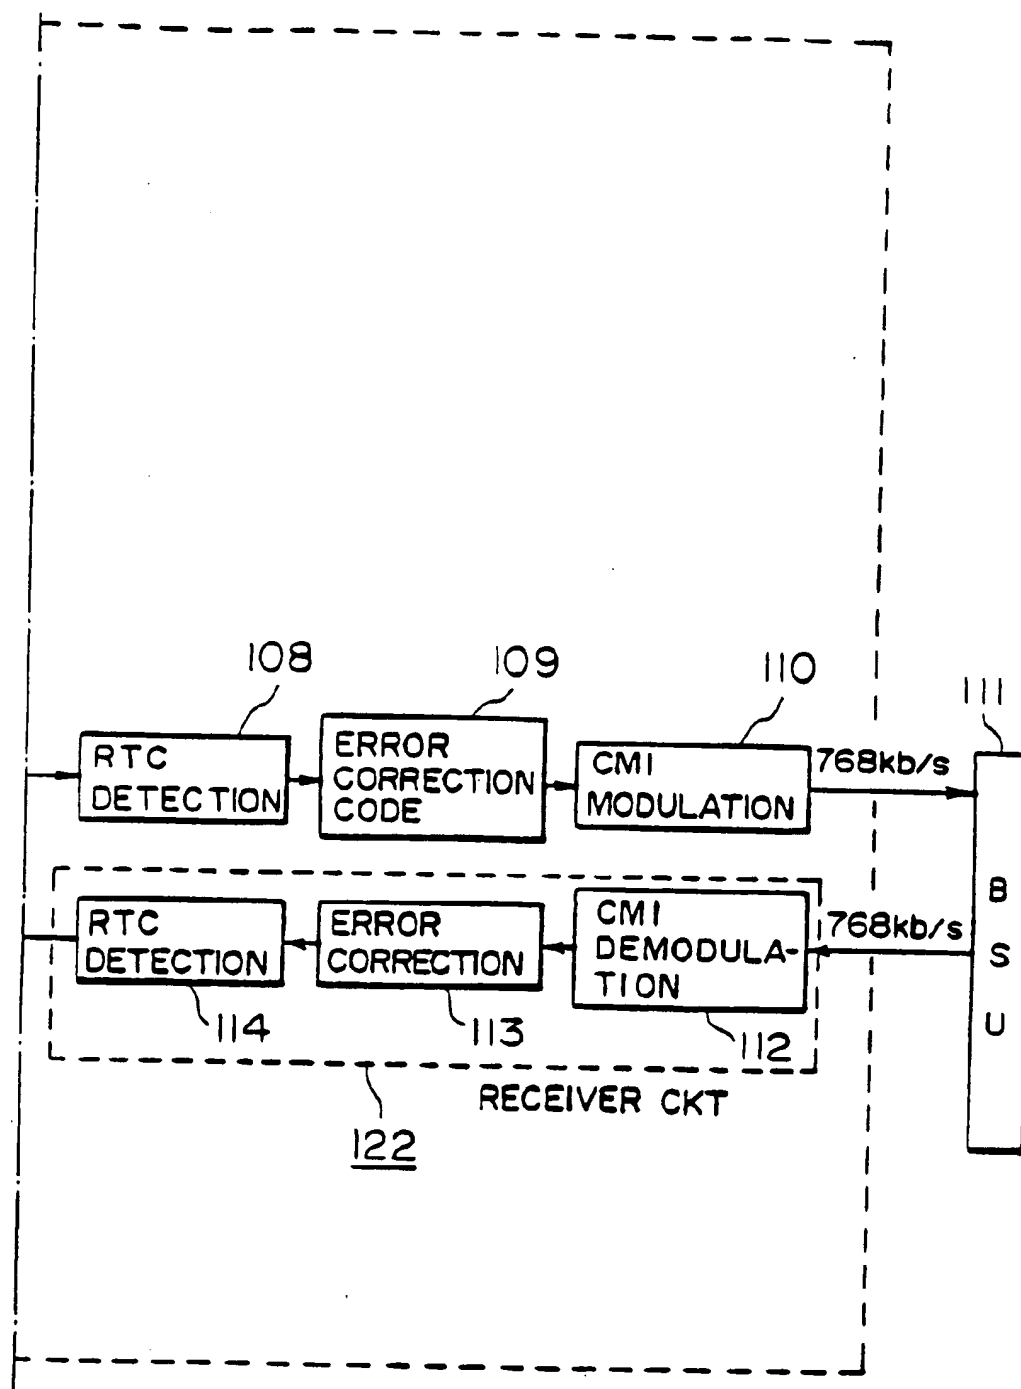 108
109
110
111
RTC
DETECTION
ERROR
CORRECTION
CODE
CMI
MODULATION
768kb/s
B
S
U
RTC
DETECTION
ERROR
CORRECTION
CMI
DEMODULA-
TION
768kb/s
114
113
112
RECEIVER CKT
122